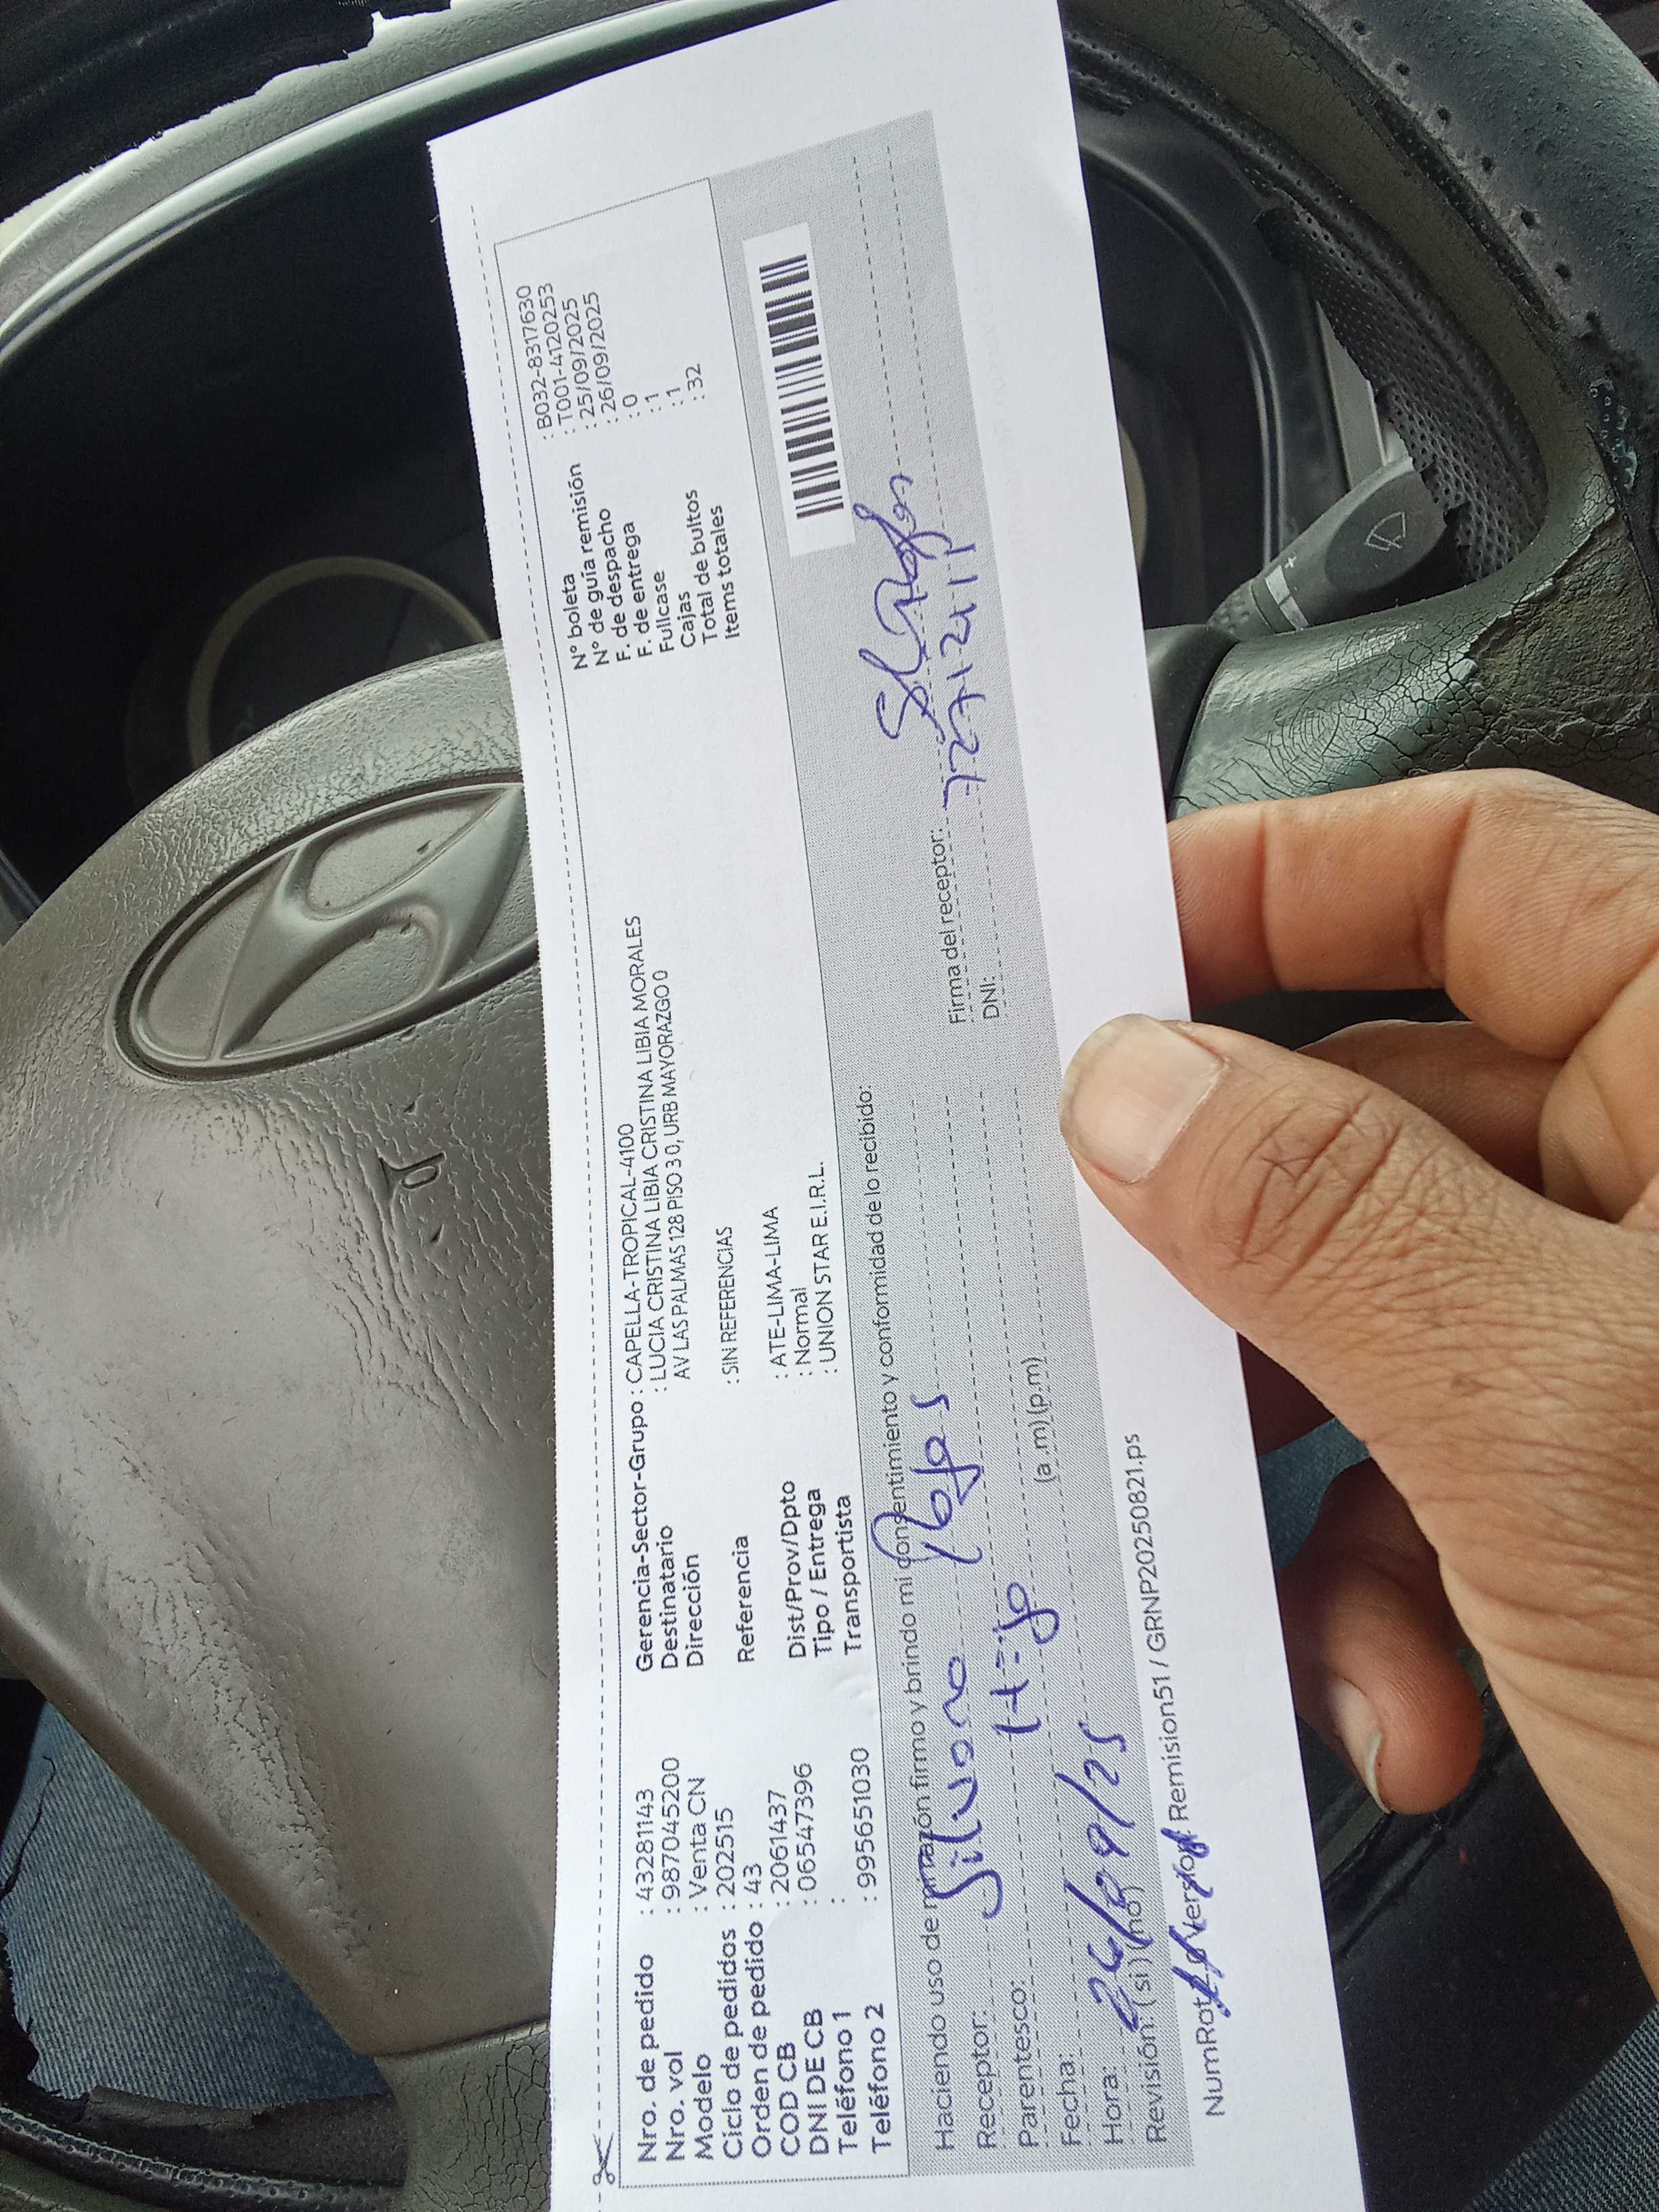 Nro. de pedido : 43281143
Nro. vol : 987045200
Modelo : Venta CN
Ciclo de pedidos : 202515
Orden de pedido : 43
COD CB : 2061437
DNI DE CB : 06547396
Teléfono 1 :
Teléfono 2 : 995651030
Gerencia-Sector-Grupo : CAPELLA-TROPICAL-4100
Destinatario : LUCIA CRISTINA LIBIA CRISTINA LIBIA MORALES
Dirección AV LAS PALMAS 128 PISO 3 0, URB MAYORAZGO 0
Referencia : SIN REFERENCIAS
Dist/Prov/Dpto : ATE-LIMA-LIMA
Tipo / Entrega : Normal
Transportista : UNION STAR E.I.R.L.
N° boleta : B032-8317630
N° de guía remisión : T001-4120253
F. de despacho : 25/09/2025
F. de entrega : 26/09/2025
Fullcase : 0
Cajas : 1
Total de bultos : 1
Items totales : 32
Haciendo uso de mi razón firmo y brindo mi consentimiento y conformidad de lo recibido:
Receptor: Silvano Rojas
Parentesco: Hijo
Fecha: 26/09/25
Hora: (a .m) (p.m)
Revisión: (si) (no)
Firma del receptor:
DNI:
NumRot Version: Remision51 / GRNP20250821.ps